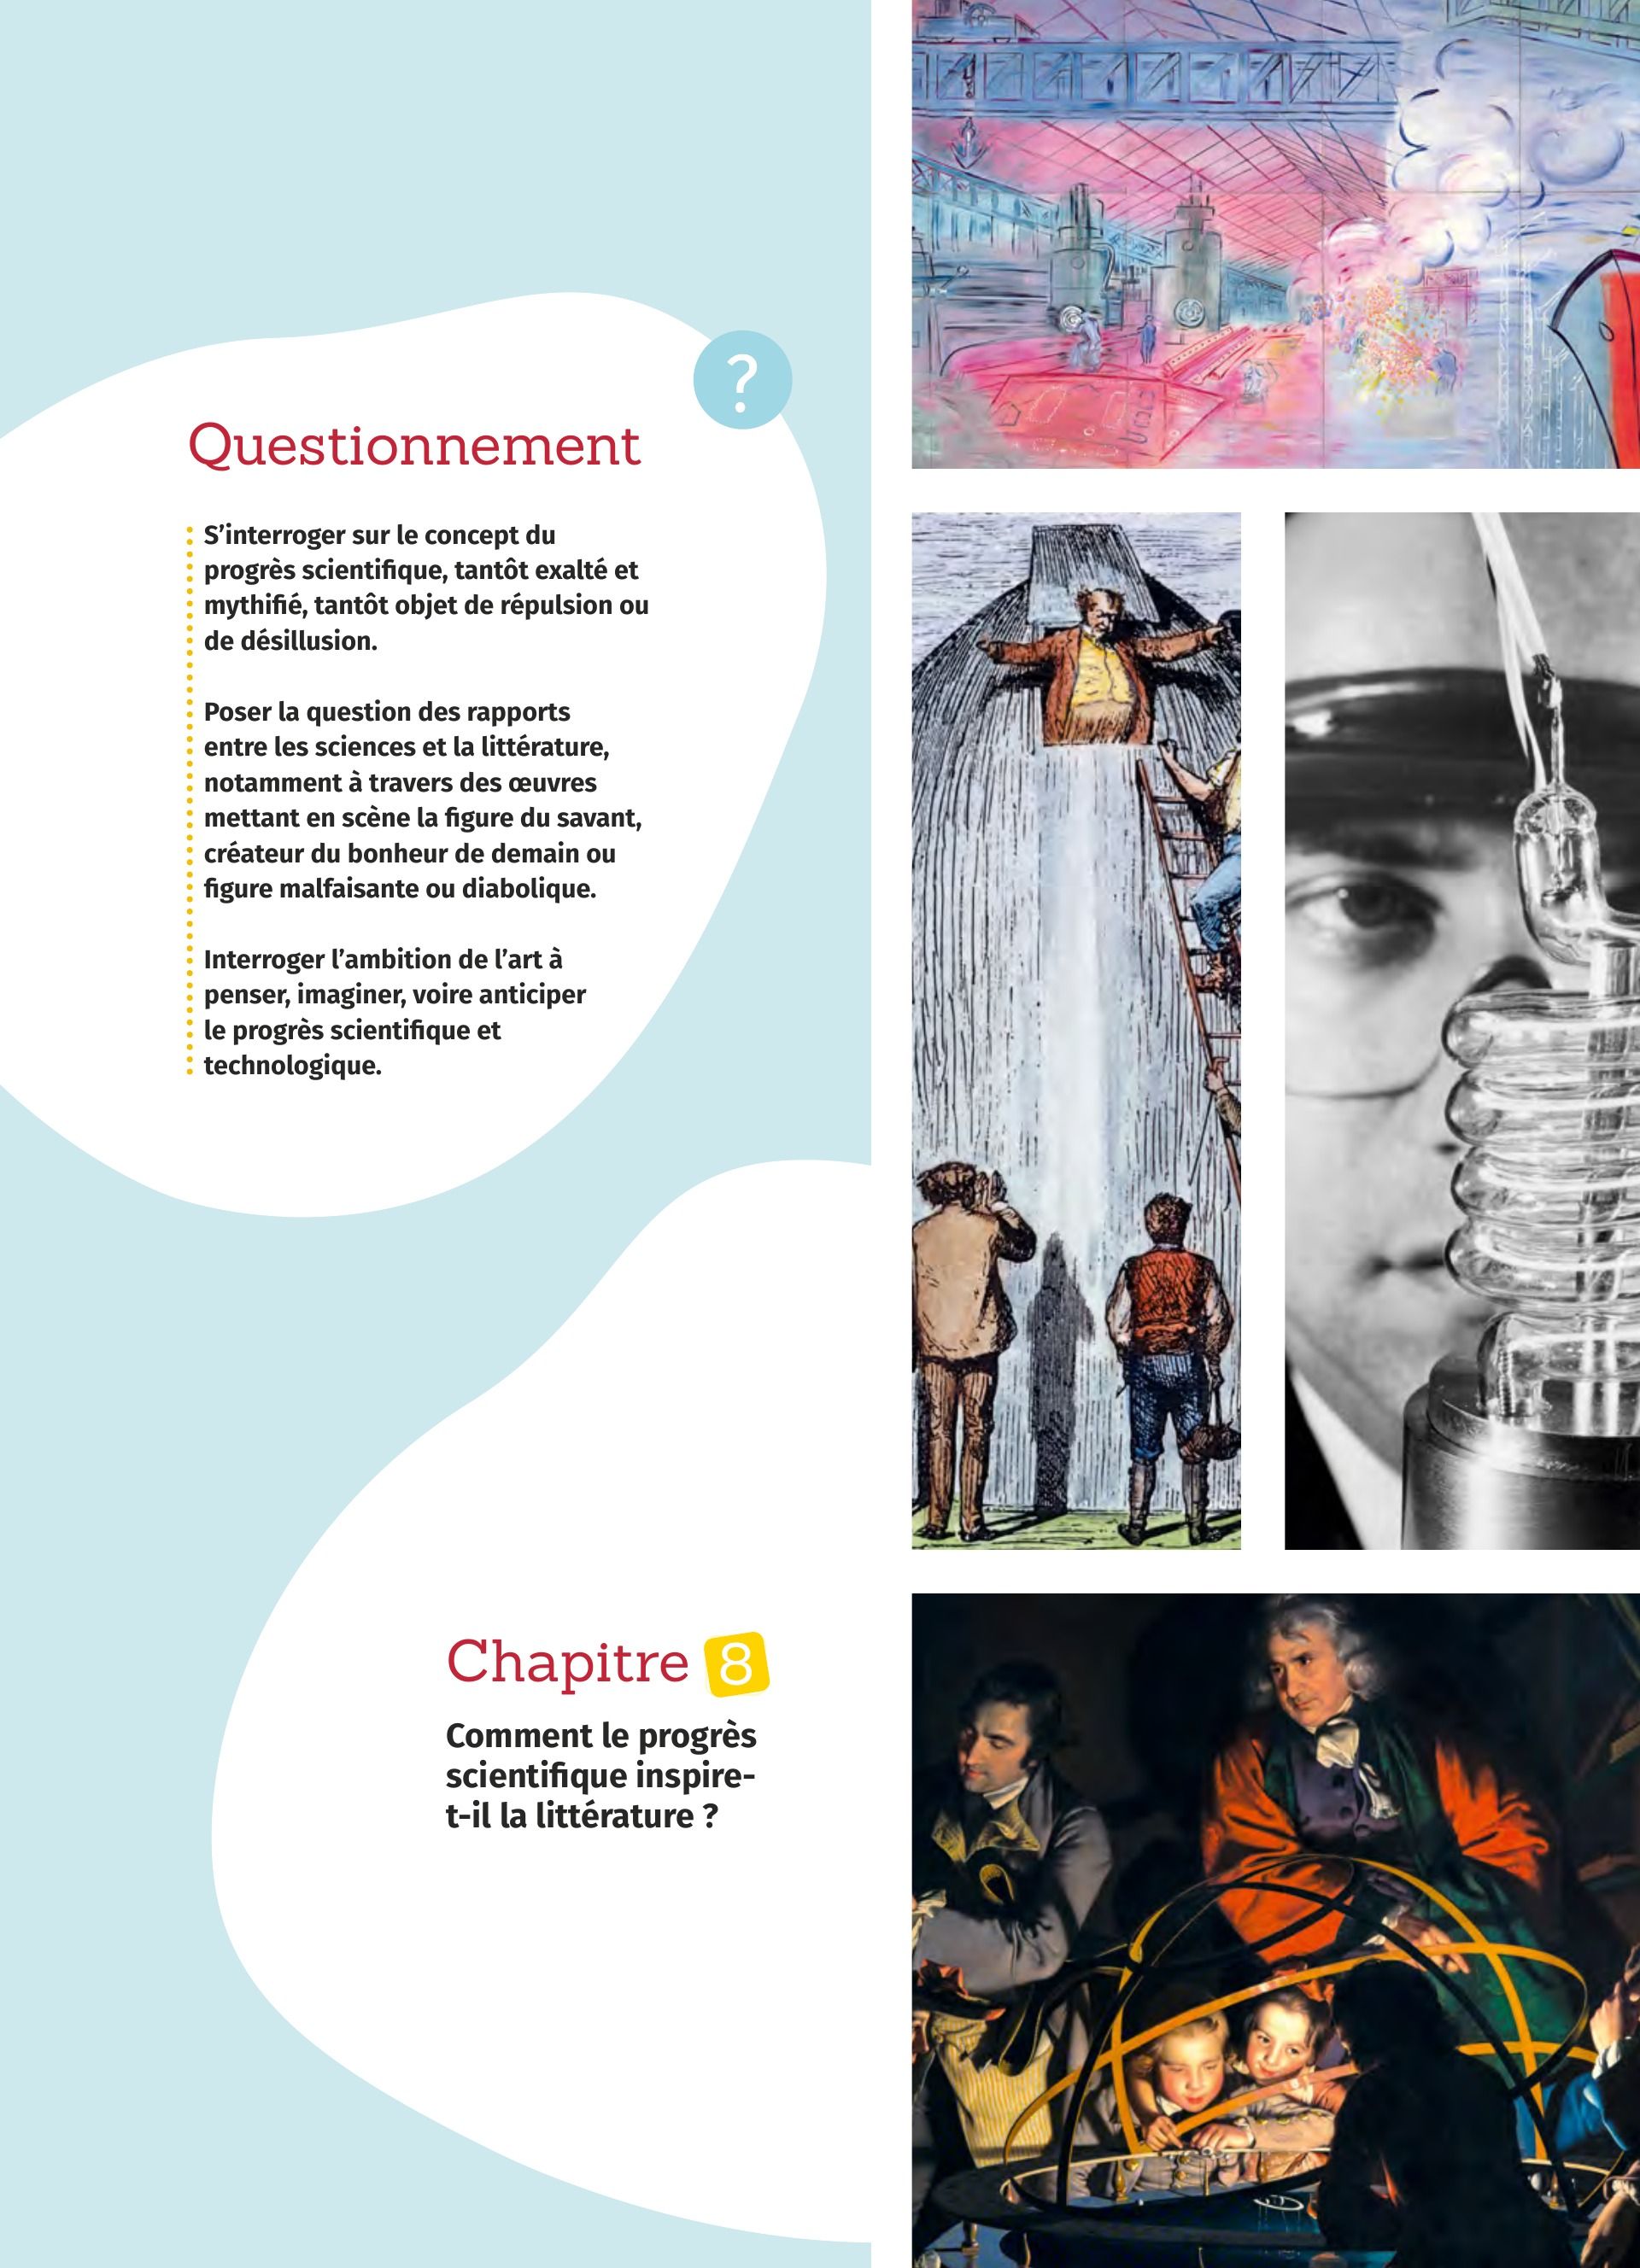 ?
Questionnement
S’interroger sur le concept du
progrès scientifique, tantôt exalté et
mythifié, tantôt objet de répulsion ou
de désillusion.
Poser la question des rapports
entre les sciences et la littérature,
notamment à travers des œuvres
mettant en scène la figure du savant,
créateur du bonheur de demain ou
figure malfaisante ou diabolique.
Interroger l’ambition de l’art à
penser, imaginer, voire anticiper
le progrès scientifique et
technologique.
Chapitre 8
Comment le progrès
scientifique inspire-
t-il la littérature ?